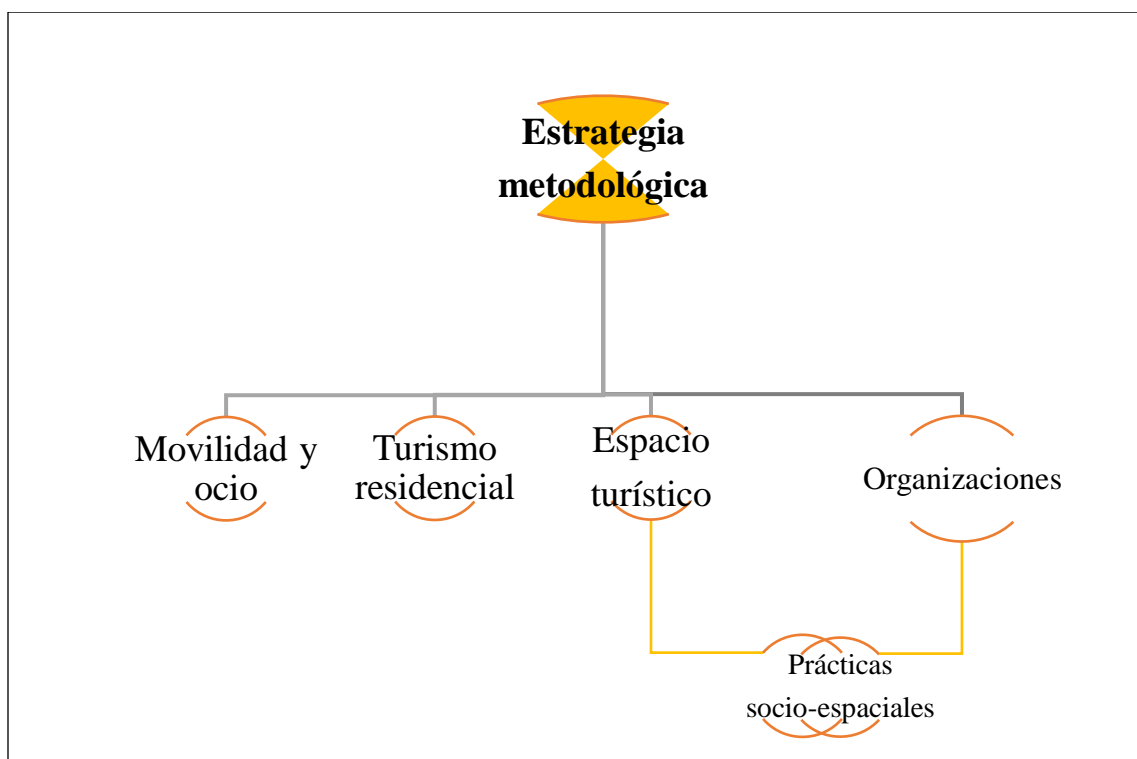 Estrategia
metodológica
Movilidad y
ocio
Turismo
residencial
Espacio
turístico
Organizaciones
Prácticas
socio-espaciales